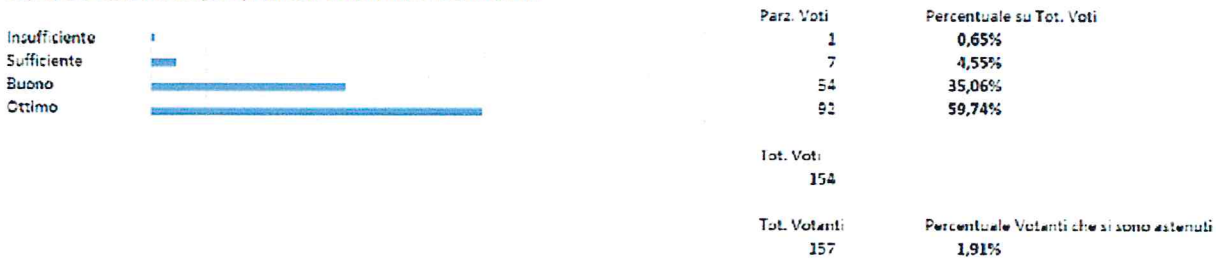 Parz. Voti Percentuale su Tot. Voti
Insufficiente 1 0,65%
Sufficiente 7 4,55%
Buono 54 35,06%
Ottimo 92 59,74%
Tot. Voti
154
Tot. Votanti Percentuale Votanti che si sono astenuti
157 1,91%